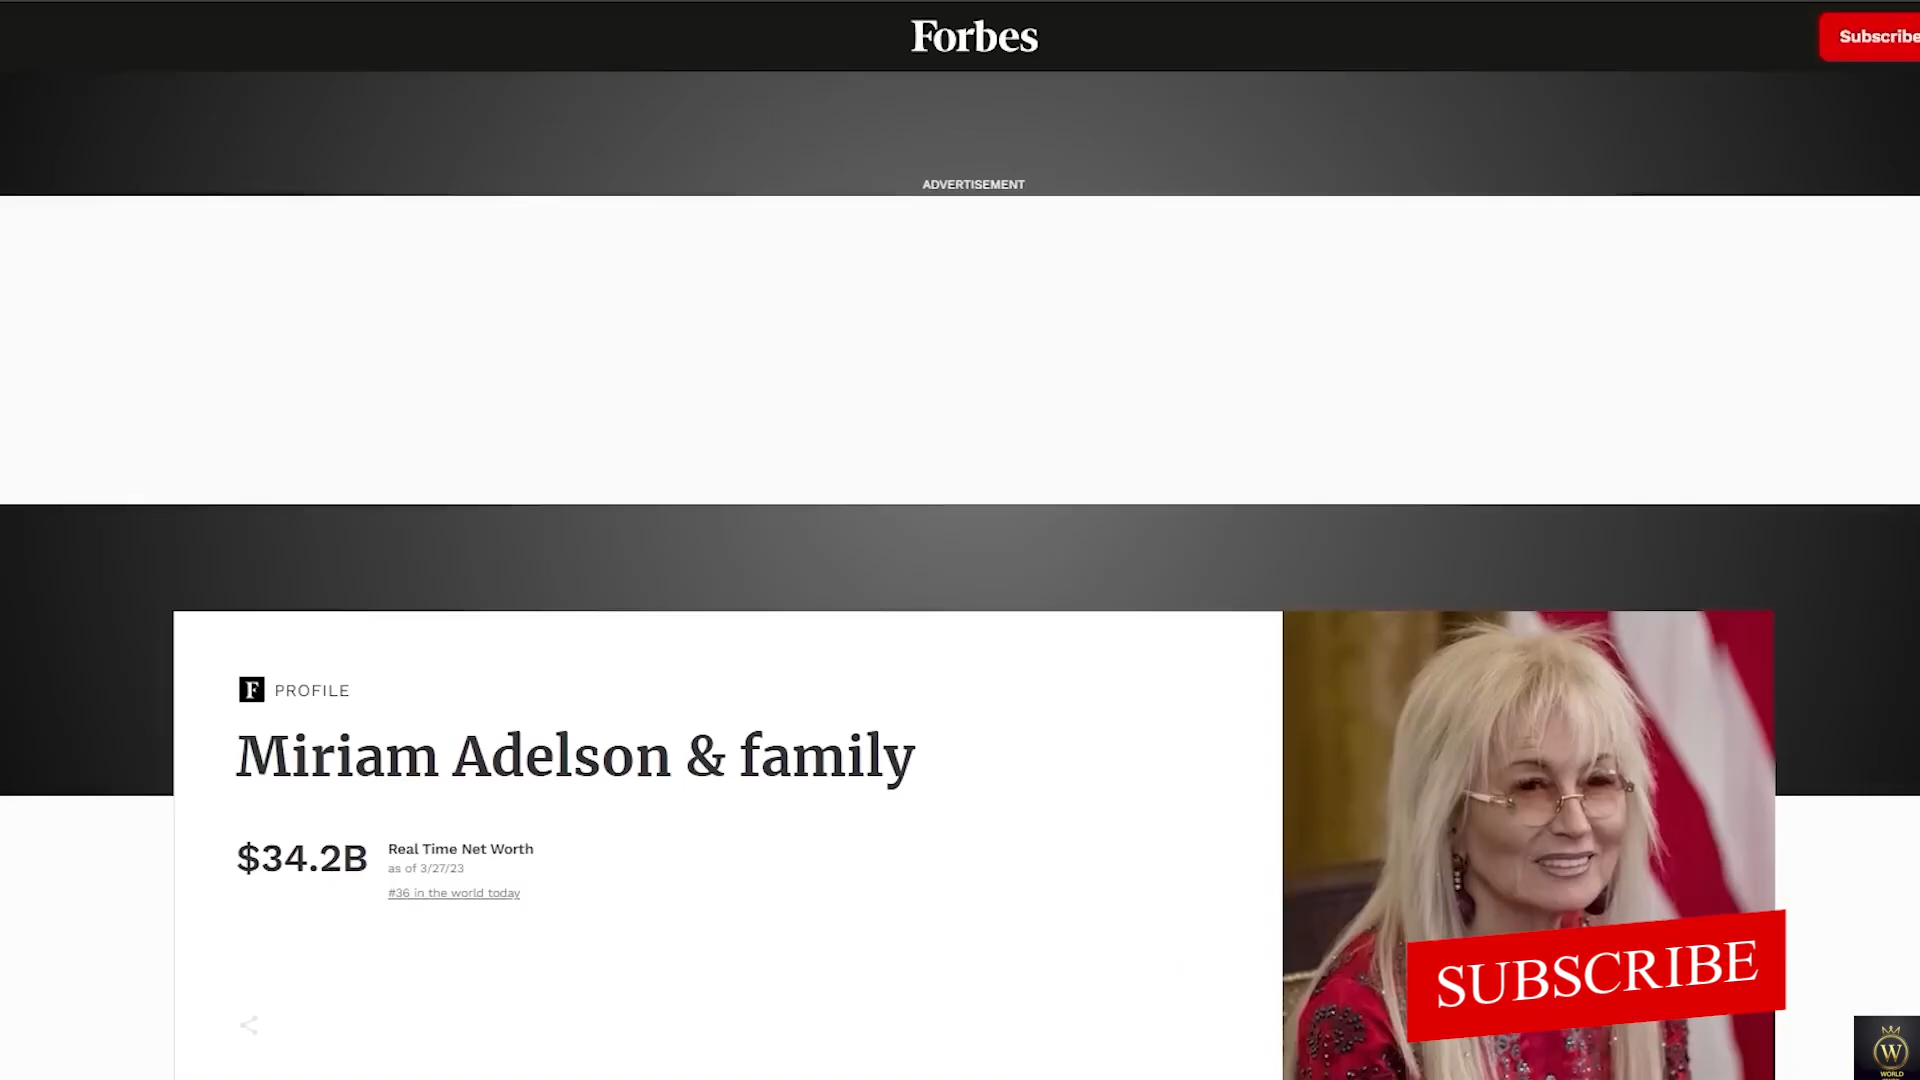 Forbes
Subscribe
ADVERTISEMENT
F PROFILE
Miriam Adelson & family
$34.2B
Real Time Net Worth
as of 3/27/23
#36 in the world today
SUBSCRIBE
W
WORLD